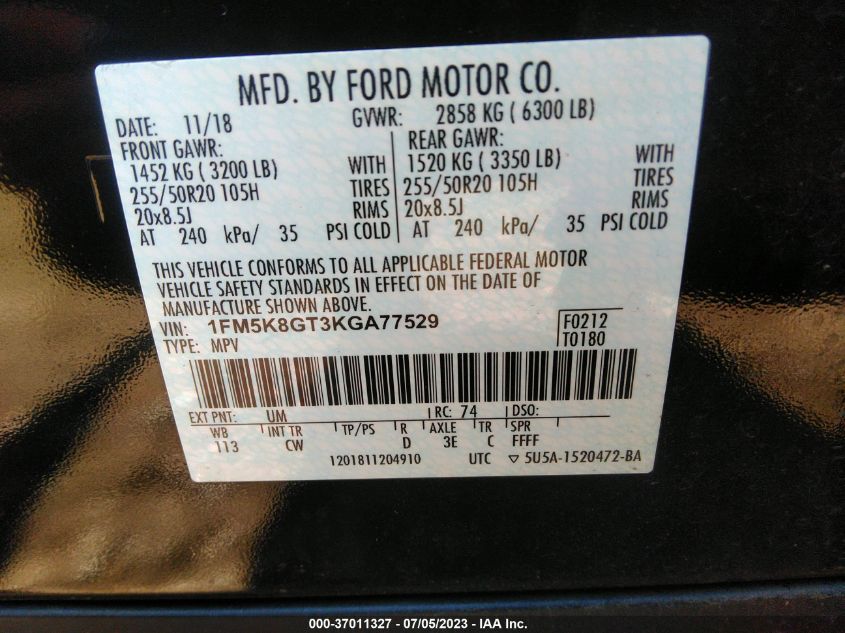 MFD. BY FORD MOTOR CO.
DATE: 11/18 GVWR: 2858 KG ( 6300 LB)
FRONT GAWR: REAR GAWR:
1452 KG ( 3200 LB) WITH 1520 KG ( 3350 LB) WITH
255/50R20 105H TIRES 255/50R20 105H TIRES
20x8.5J RIMS 20x8.5J RIMS
AT 240 kPa/ 35 PSI COLD AT 240 kPa/ 35 PSI COLD
THIS VEHICLE CONFORMS TO ALL APPLICABLE FEDERAL MOTOR
VEHICLE SAFETY STANDARDS IN EFFECT ON THE DATE OF
MANUFACTURE SHOWN ABOVE.
VIN: 1FM5K8GT3KGA77529 F0212
TYPE: MPV T0180
EXT PNT: UM RC: 74 DSO:
WB INT TR TP/PS R AXLE TR SPR
113 CW D 3E C FFFF
1201811204910 UTC ▽ 5U5A-1520472-BA
000-37011327 - 07/05/2023 - IAA Inc.